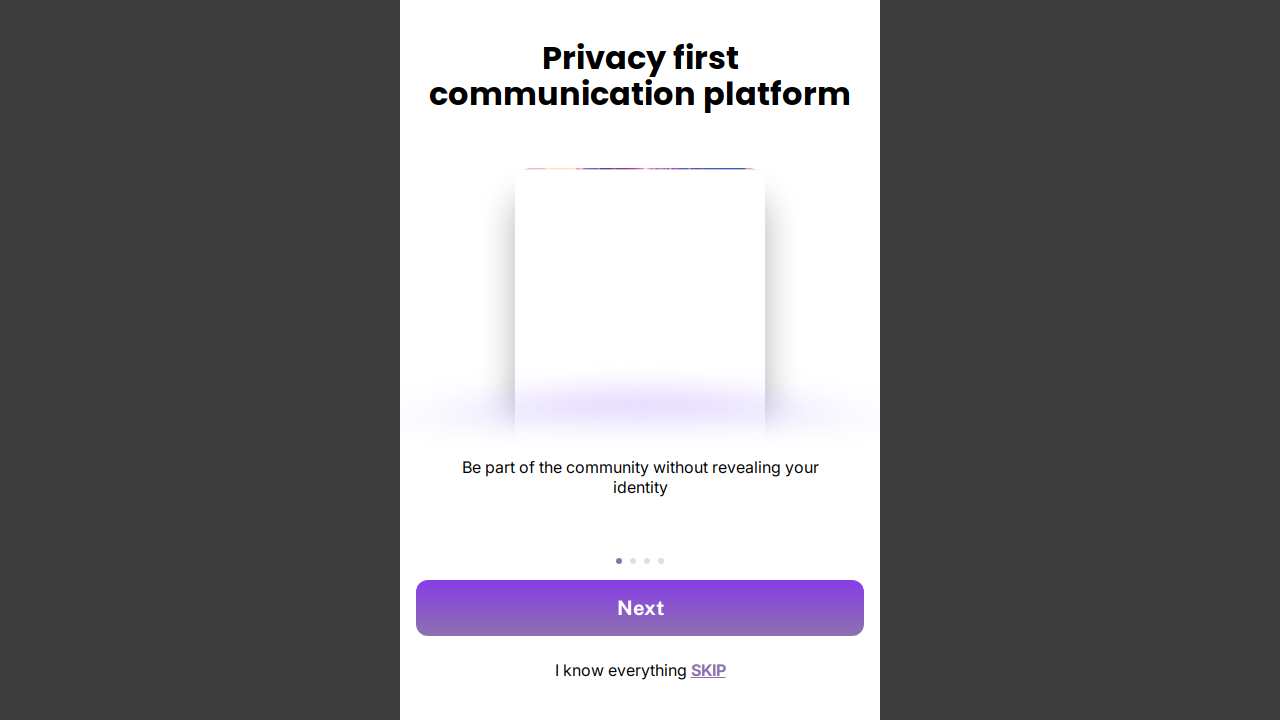 Privacy first
communication platform
Be part of the community without revealing your
identity
Next
I know everything SKIP